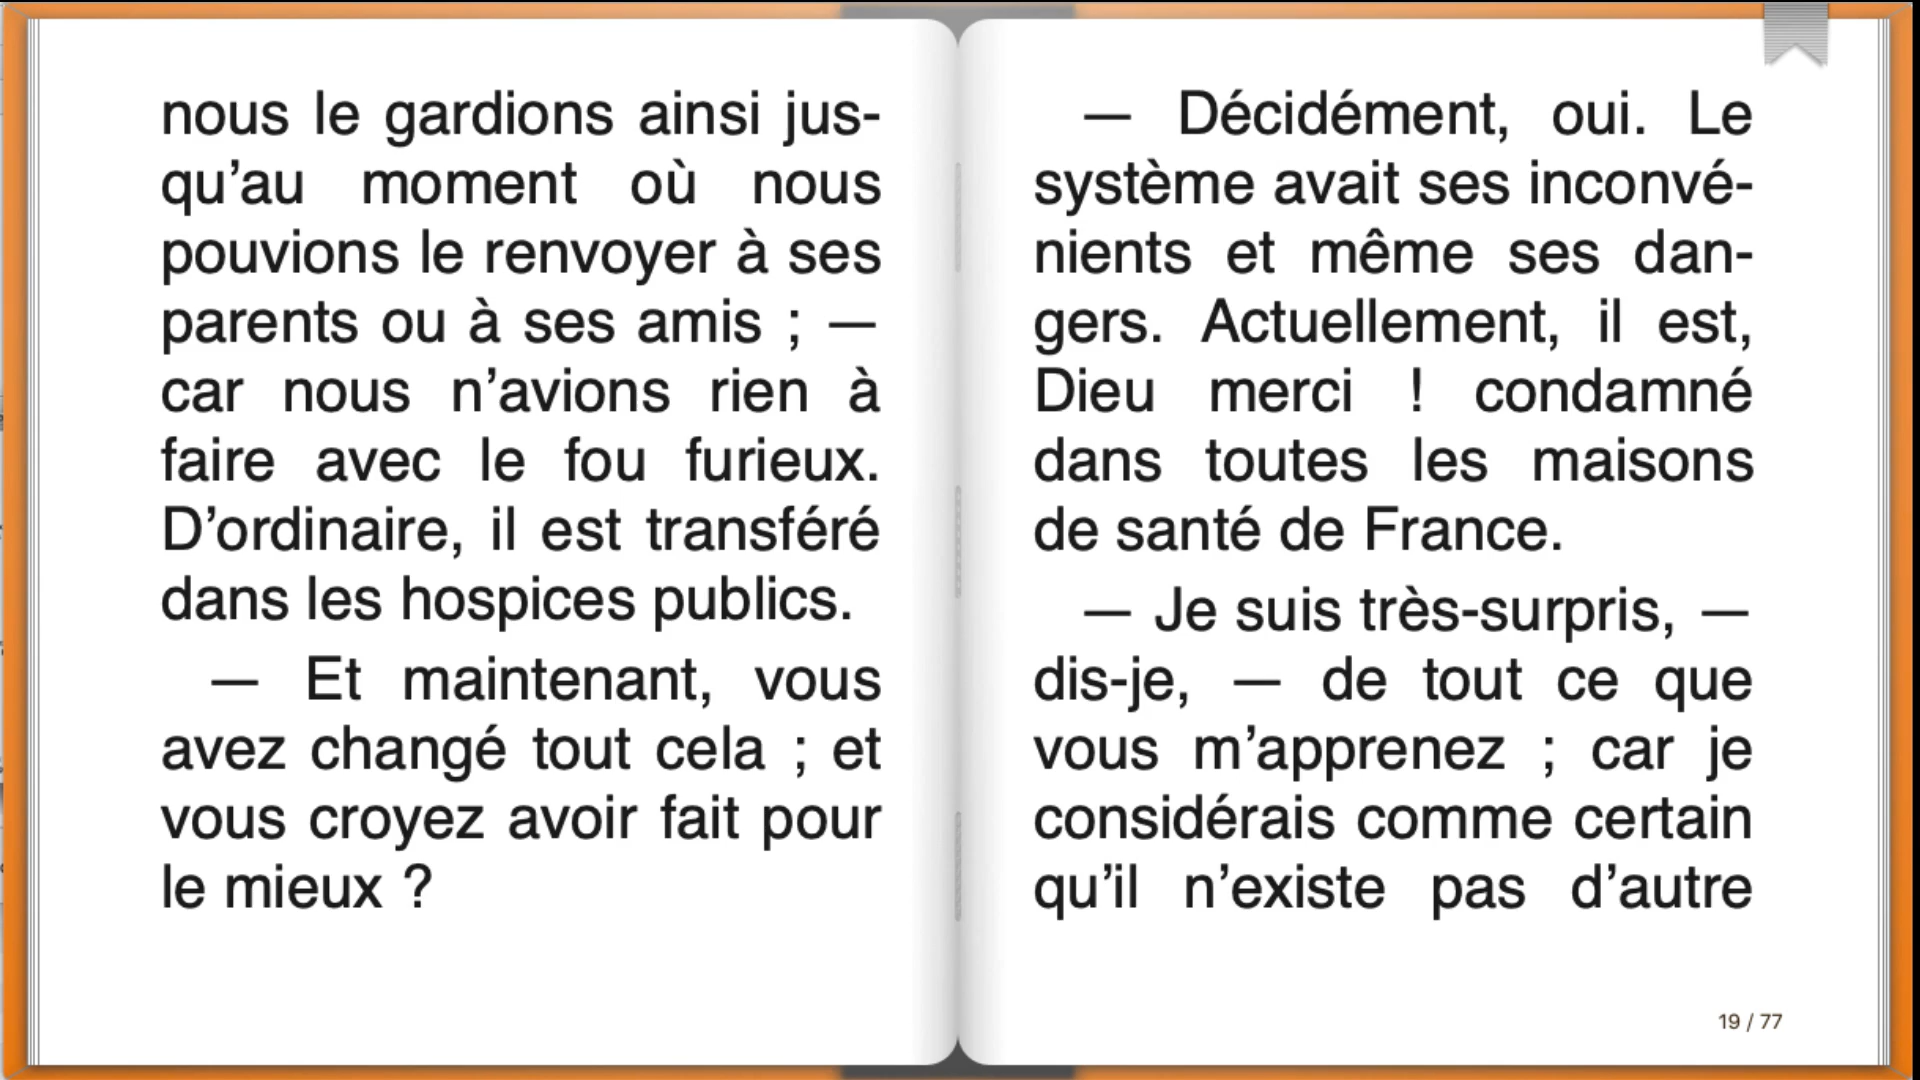 nous le gardions ainsi jus-
qu’au moment où nous
pouvions le renvoyer à ses
parents ou à ses amis ; —
car nous n’avions rien à
faire avec le fou furieux.
D’ordinaire, il est transféré
dans les hospices publics.
— Et maintenant, vous
avez changé tout cela ; et
vous croyez avoir fait pour
le mieux ?
— Décidément, oui. Le
système avait ses inconvé-
nients et même ses dan-
gers. Actuellement, il est,
Dieu merci ! condamné
dans toutes les maisons
de santé de France.
— Je suis très-surpris, —
dis-je, — de tout ce que
vous m’apprenez ; car je
considérais comme certain
qu’il n’existe pas d’autre
19 / 77